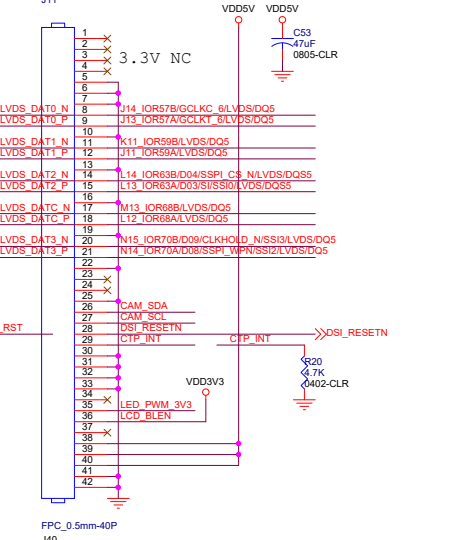 J11
VDD5V VDD5V
C53
47uF
0805-CLR
3.3V NC
1
2
3
4
5
6
7
LVDS_DAT0_N 8 J14_IOR57B/GCLKC_6/LVDS/DQ5
LVDS_DAT0_P 9 J13_IOR57A/GCLKT_6/LVDS/DQ5
10
LVDS_DAT1_N 11 K11_IOR59B/LVDS/DQ5
LVDS_DAT1_P 12 J11_IOR59A/LVDS/DQ5
13
LVDS_DAT2_N 14 L14_IOR63B/D04/SSPI_CS_N/LVDS/DQS5
LVDS_DAT2_P 15 L13_IOR63A/D03/SI/SSI0/LVDS/DQS5
16
LVDS_DATC_N 17 M13_IOR68B/LVDS/DQ5
LVDS_DATC_P 18 L12_IOR68A/LVDS/DQ5
19
LVDS_DAT3_N 20 N15_IOR70B/D09/CLKHOLD_N/SSI3/LVDS/DQ5
LVDS_DAT3_P 21 N14_IOR70A/D08/SSPI_WPN/SSI2/LVDS/DQ5
22
23
24
25
26 CAM_SDA
27 CAM_SCL
_RST 28 DSI_RESETN DSI_RESETN
29 CTP_INT CTP_INT
30
31
32
33
R20
4.7K
0402-CLR
VDD3V3
34
35 LED_PWM_3V3
36 LCD_BLEN
37
38
39
40
41
42
FPC_0.5mm-40P
J40